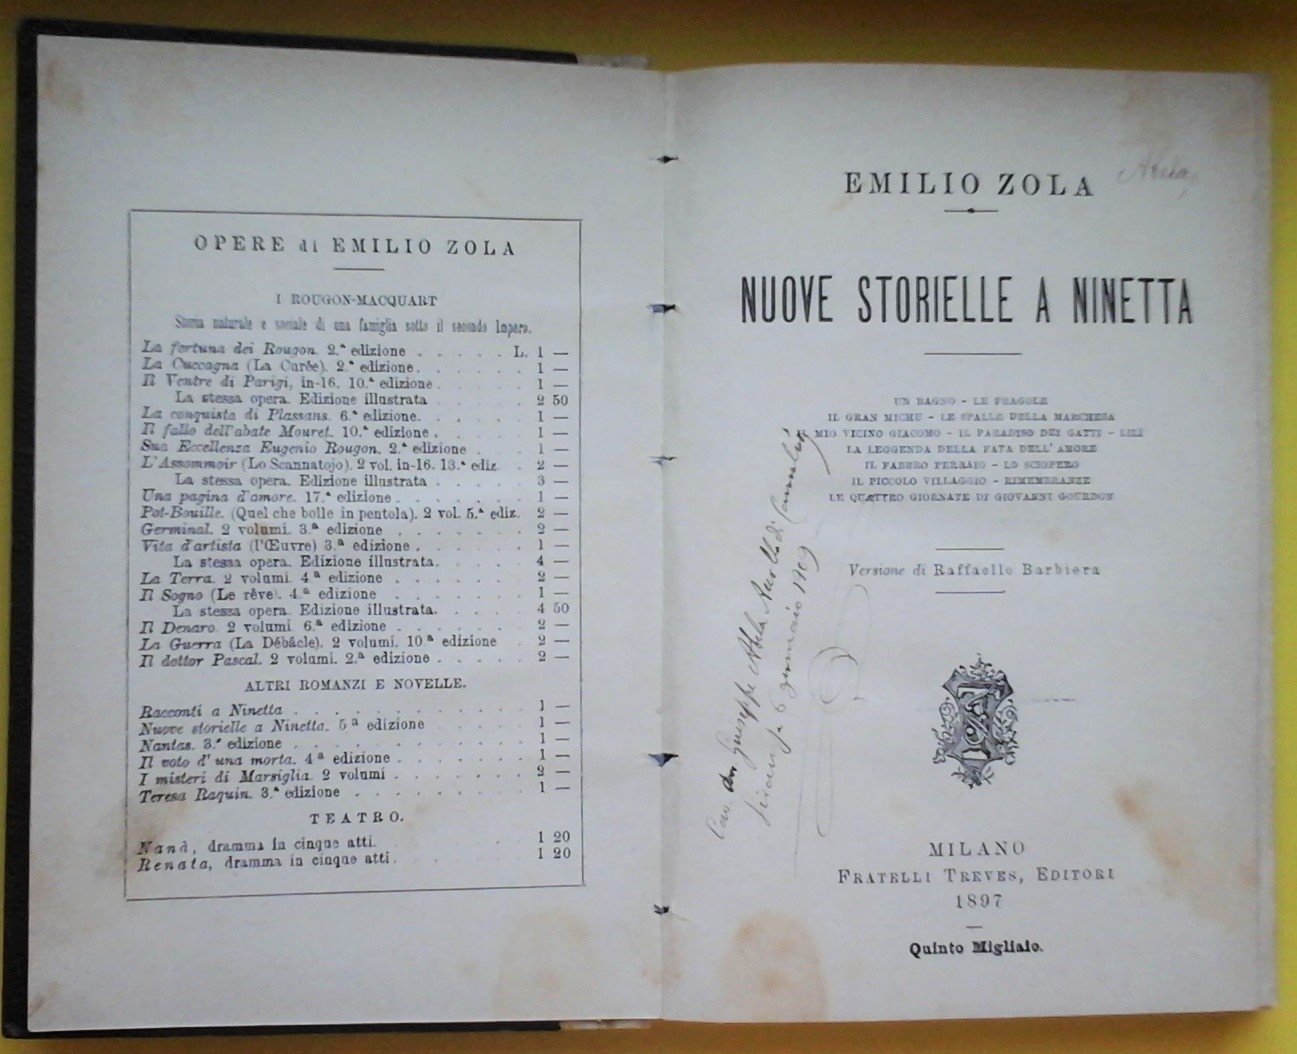 OPERE di EMILIO ZOLA
I ROUGON-MACQUART
Storia naturale e sociale di una famiglia sotto il secondo Impero.
La fortuna dei Rougon. 2.ª edizione . . . . . L. 1 —
La Cuccagna (La Curée). 2.ª edizione. . . . . . . 1 —
Il Ventre di Parigi, in-16. 10.ª edizione. . . . . . 1 —
La stessa opera. Edizione illustrata . . . . . . 2 50
La conquista di Plassans. 6.ª edizione. . . . . . . 1 —
Il fallo dell'abate Mouret. 10.ª edizione . . . . . . 1 —
Sua Eccellenza Eugenio Rougon. 2.ª edizione . . . 1 —
L'Assommoir (Lo Scannatojo). 2 vol. in-16. 13.ª ediz. . 2 —
La stessa opera. Edizione illustrata . . . . . . 3 —
Una pagina d'amore. 17.ª edizione . . . . . . . . 1 —
Pot-Bouille. (Quel che bolle in pentola). 2 vol. 5.ª ediz. 2 —
Germinal. 2 volumi. 3.ª edizione . . . . . . . . 2 —
Vita d'artista (l'Œuvre) 3.ª edizione . . . . . . . 1 —
La stessa opera. Edizione illustrata. . . . . . 4 —
La Terra. 2 volumi. 4ª edizione . . . . . . . . 2 —
Il Sogno (Le rêve). 4.ª edizione . . . . . . . . 1 —
La stessa opera. Edizione illustrata. . . . . . 4 50
Il Denaro. 2 volumi 6.ª edizione . . . . . . . . 2 —
La Guerra (La Débâcle). 2 volumi. 10ª edizione . 2 —
Il dottor Pascal. 2 volumi. 2.ª edizione . . . . . . 2 —
ALTRI ROMANZI E NOVELLE.
Racconti a Ninetta . . . . . . . . . . . . . 1 —
Nuove storielle a Ninetta. 5ª edizione . . . . . . 1 —
Nantas. 3.ª edizione . . . . . . . . . . . . . 1 —
Il voto d'una morta. 4ª edizione . . . . . . . . 1 —
I misteri di Marsiglia. 2 volumi . . . . . . . . . 2 —
Teresa Raquin. 3.ª edizione . . . . . . . . . . 1 —
TEATRO.
Nanà, dramma in cinque atti. . . . . . . . . 1 20
Renata, dramma in cinque atti. . . . . . . . 1 20
Abela
EMILIO ZOLA
NUOVE STORIELLE A NINETTA
UN BAGNO - LE FRAGOLE
IL GRAN MICHU - LE SPALLE DELLA MARCHESA
IL MIO VICINO GIACOMO - IL PARADISO DEI GATTI - LILÌ
LA LEGGENDA DELLA FATA DELL'AMORE
IL FABBRO FERRAIO - LO SCIOPERO
IL PICCOLO VILLAGGIO - RIMEMBRANZE
LE QUATTRO GIORNATE DI GIOVANNI GOURDON
Versione di Raffaello Barbiera
Giuseppe Abela
6 gennaio
MILANO
FRATELLI TREVES, EDITORI
1897
Quinto Migliaio.